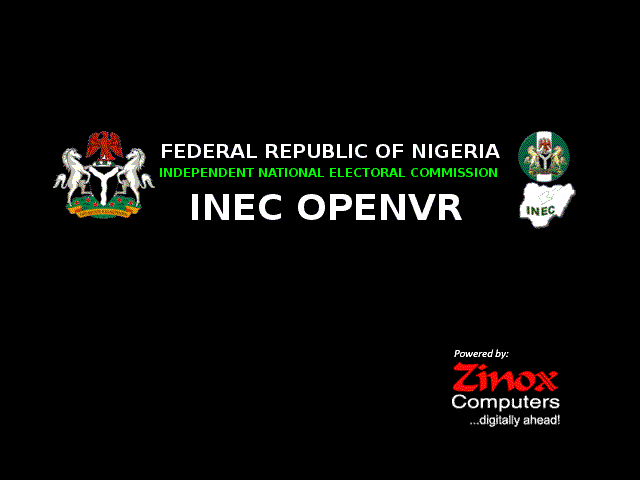 FEDERAL REPUBLIC OF NIGERIA
INDEPENDENT NATIONAL ELECTORAL COMMISSION
INEC OPENVR
INEC
Powered by:
Zinox
Computers
...digitally ahead!